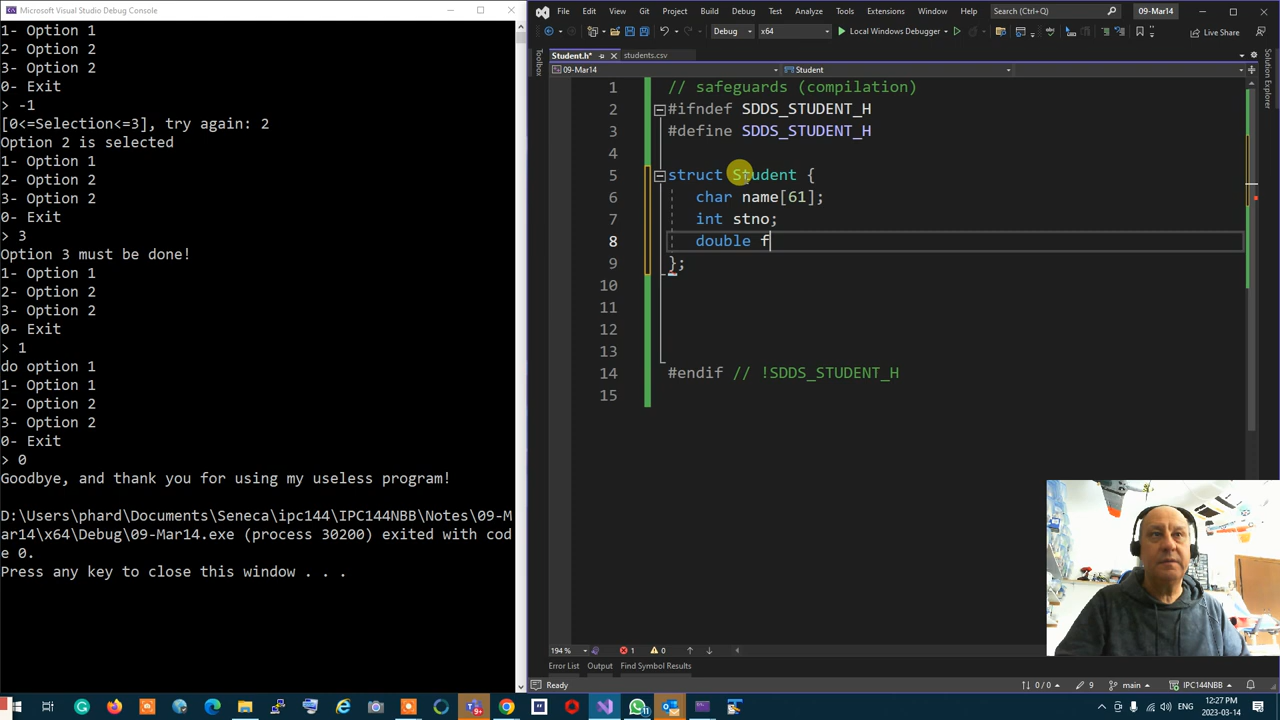 Microsoft Visual Studio Debug Console
1- Option 1
2- Option 2
3- Option 2
0- Exit
> -1
[0<=Selection<=3], try again: 2
Option 2 is selected
1- Option 1
2- Option 2
3- Option 2
0- Exit
> 3
Option 3 must be done!
1- Option 1
2- Option 2
3- Option 2
0- Exit
> 1
do option 1
1- Option 1
2- Option 2
3- Option 2
0- Exit
> 0
Goodbye, and thank you for using my useless program!
D:\Users\phard\Documents\Seneca\ipc144\IPC144NBB\Notes\09-M
ar14\x64\Debug\09-Mar14.exe (process 30200) exited with cod
e 0.
Press any key to close this window . . .
File Edit View Git Project Build Debug Test Analyze Tools Extensions Window Help Search (Ctrl+Q) 09-Mar14
Debug x64 Local Windows Debugger Live Share
Student.h* students.csv
09-Mar14 Student
Toolbox
Solution Explorer
1 // safeguards (compilation)
2 #ifndef SDDS_STUDENT_H
3 #define SDDS_STUDENT_H
4
5 struct Student {
6 char name[61];
7 int stno;
8 double f
9 };
10
11
12
13
14 #endif // !SDDS_STUDENT_H
15
194 % 1 0
Error List Output Find Symbol Results
Ready 0 / 0 9 main IPC144NBB
12:27 PM
2023-03-14